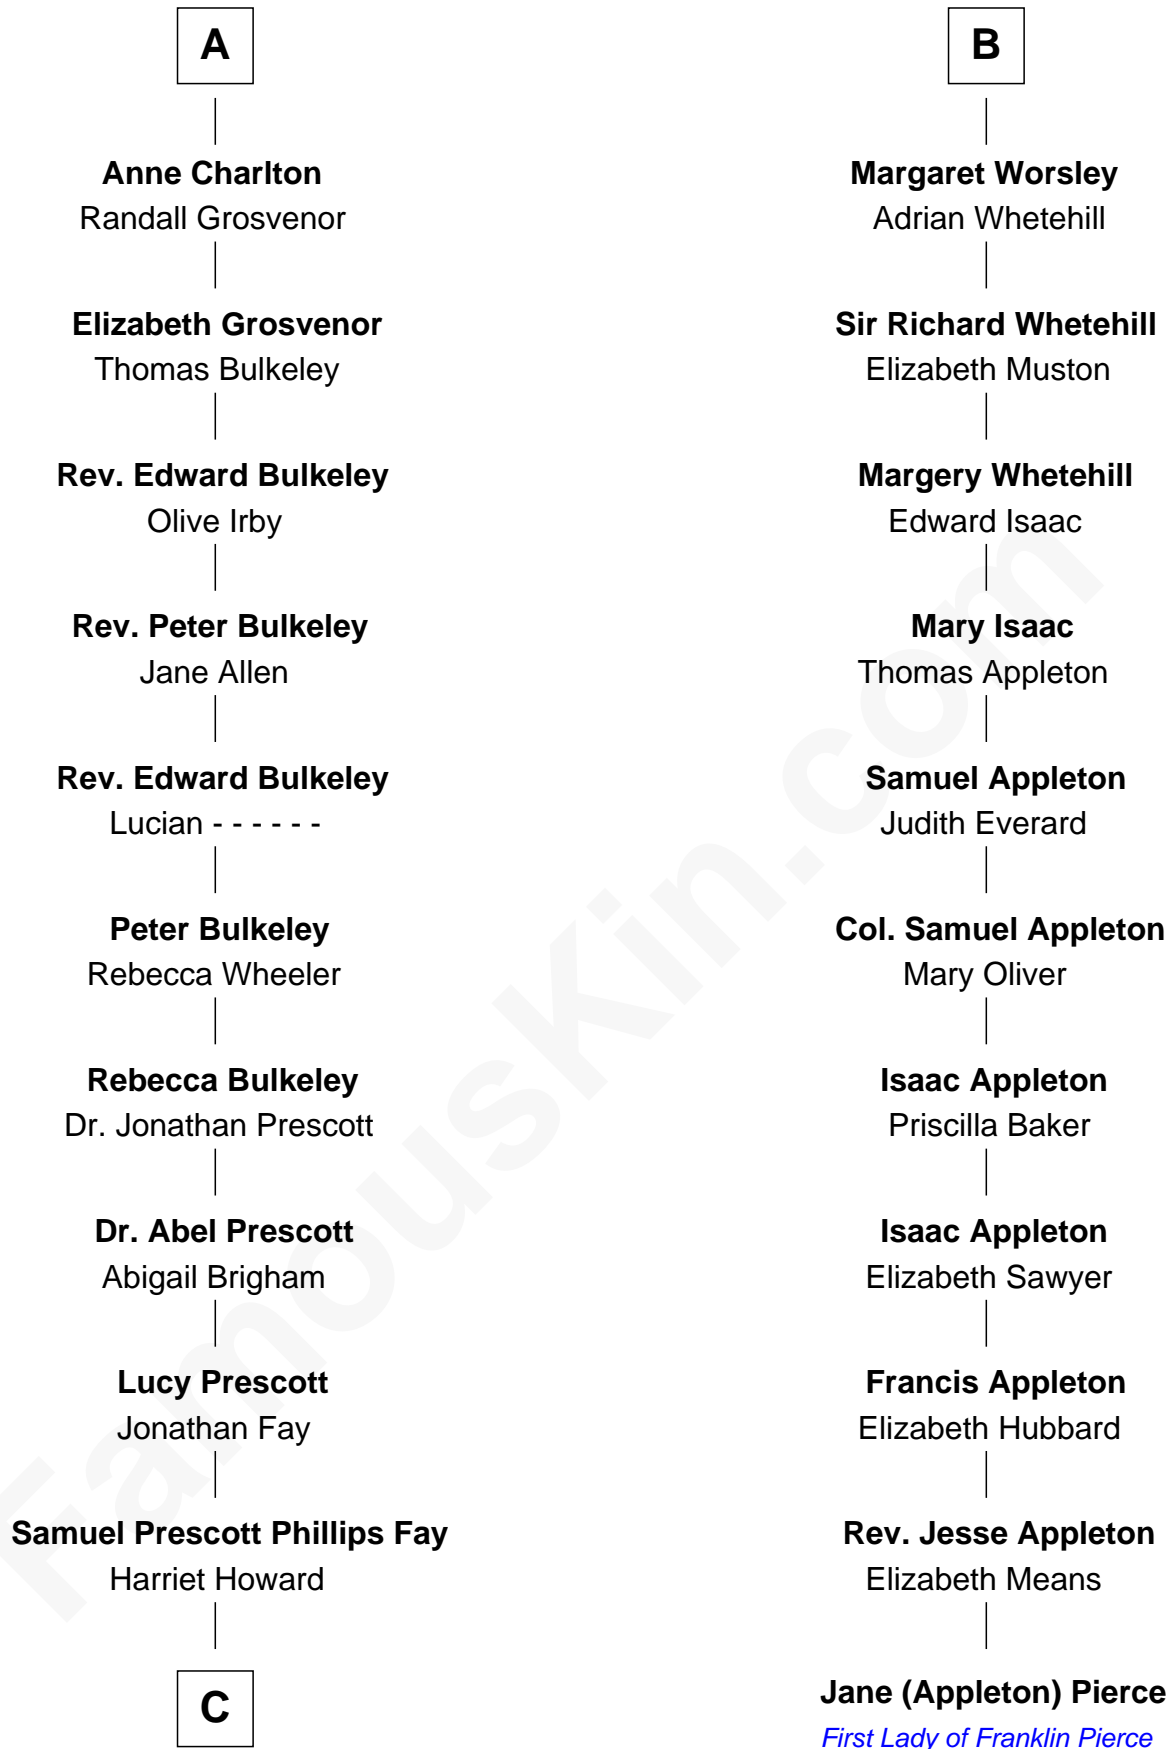 A
Anne Charlton
Randall Grosvenor
Elizabeth Grosvenor
Thomas Bulkeley
Rev. Edward Bulkeley
Olive Irby
Rev. Peter Bulkeley
Jane Allen
Rev. Edward Bulkeley
Lucian - - - - - -
Peter Bulkeley
Rebecca Wheeler
Rebecca Bulkeley
Dr. Jonathan Prescott
Dr. Abel Prescott
Abigail Brigham
Lucy Prescott
Jonathan Fay
Samuel Prescott Phillips Fay
Harriet Howard
C
B
Margaret Worsley
Adrian Whetehill
Sir Richard Whetehill
Elizabeth Muston
Margery Whetehill
Edward Isaac
Mary Isaac
Thomas Appleton
Samuel Appleton
Judith Everard
Col. Samuel Appleton
Mary Oliver
Isaac Appleton
Priscilla Baker
Isaac Appleton
Elizabeth Sawyer
Francis Appleton
Elizabeth Hubbard
Rev. Jesse Appleton
Elizabeth Means
Jane (Appleton) Pierce
First Lady of Franklin Pierce
FamousKin.com